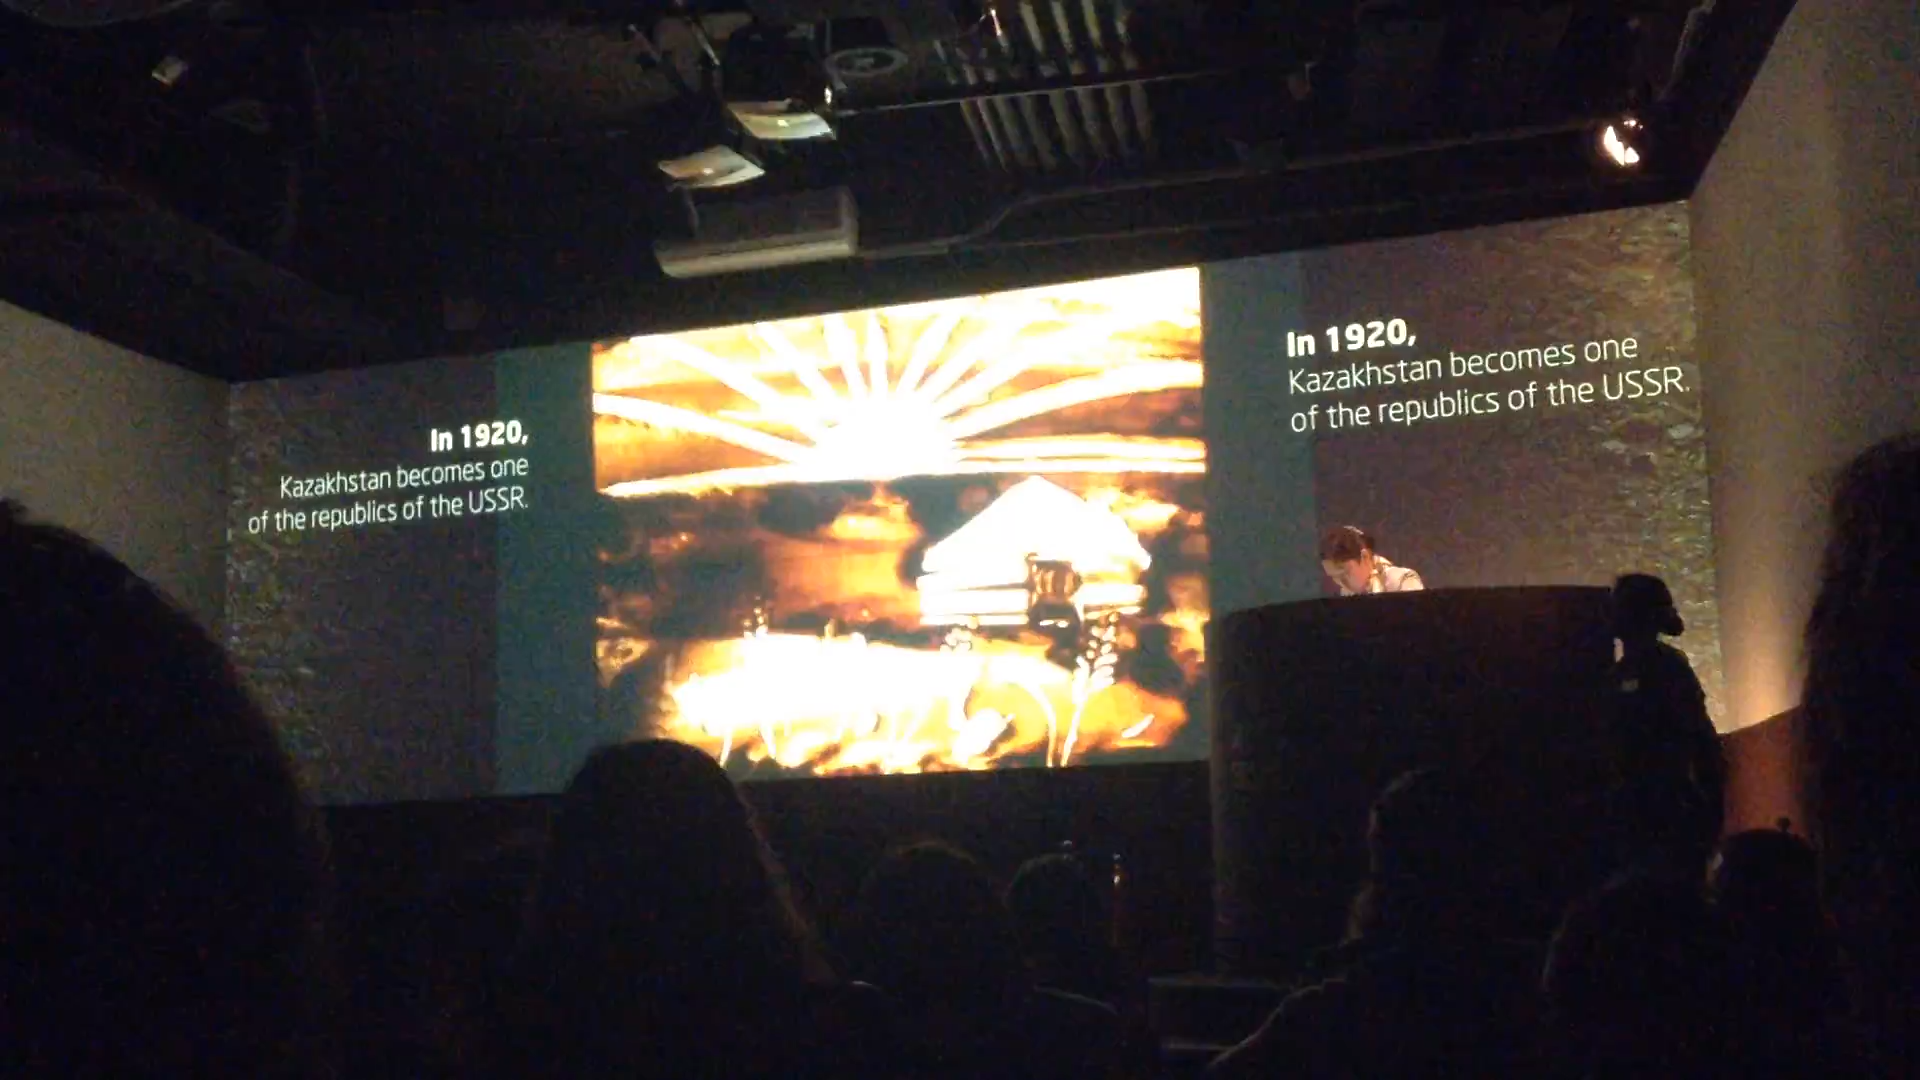 In 1920,
Kazakhstan becomes one
of the republics of the USSR.
In 1920,
Kazakhstan becomes one
of the republics of the USSR.